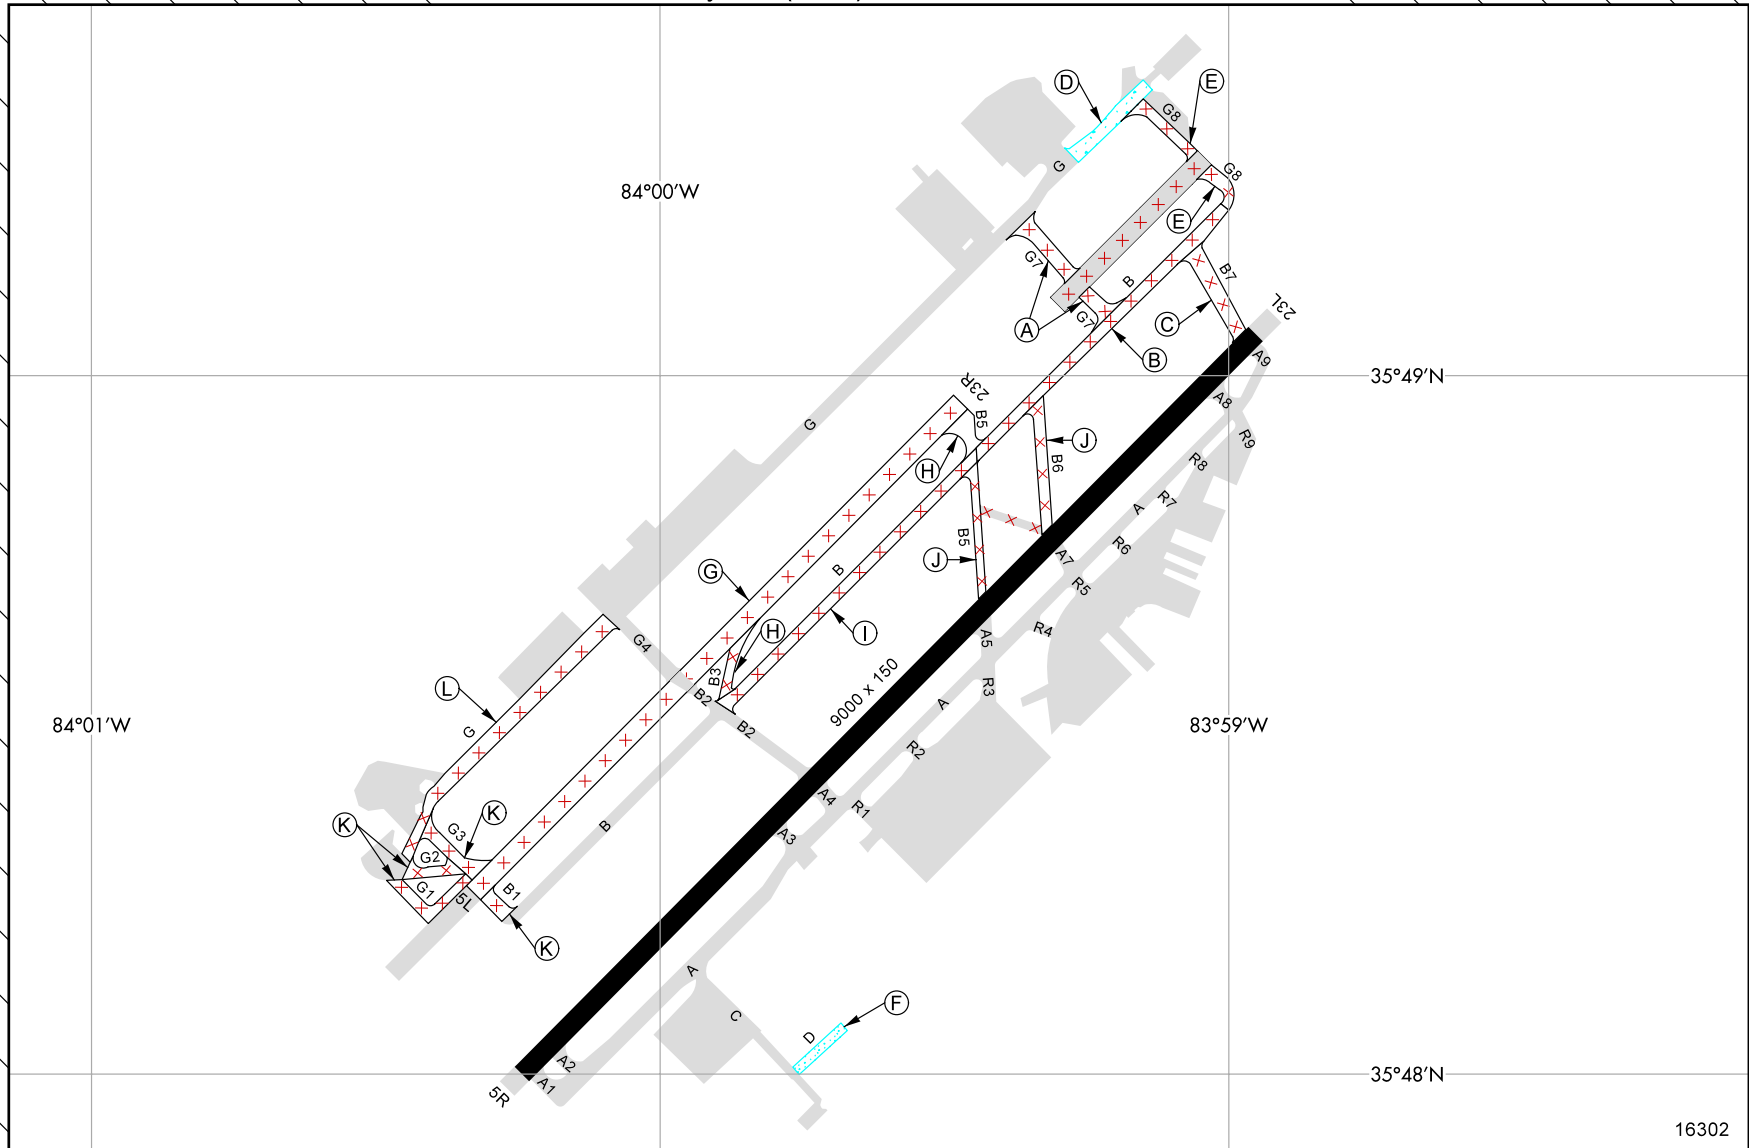 D
E
G8
G
G8
84°00'W
E
G7
B
B7
A
G7
C
23L
B
A9
35°49'N
23R
A8
B5
G
J
R9
H
B6
R8
R7
A
B5
J
R6
A7
G
B
R5
H
I
R4
A5
G4
B3
R3
L
B2
9000 x 150
A
84°01'W
G
B2
83°59'W
R2
A4
R1
K
K
G3
B
A3
G2
G1
B1
5L
K
A
F
C
D
A2
A1
5R
35°48'N
16302